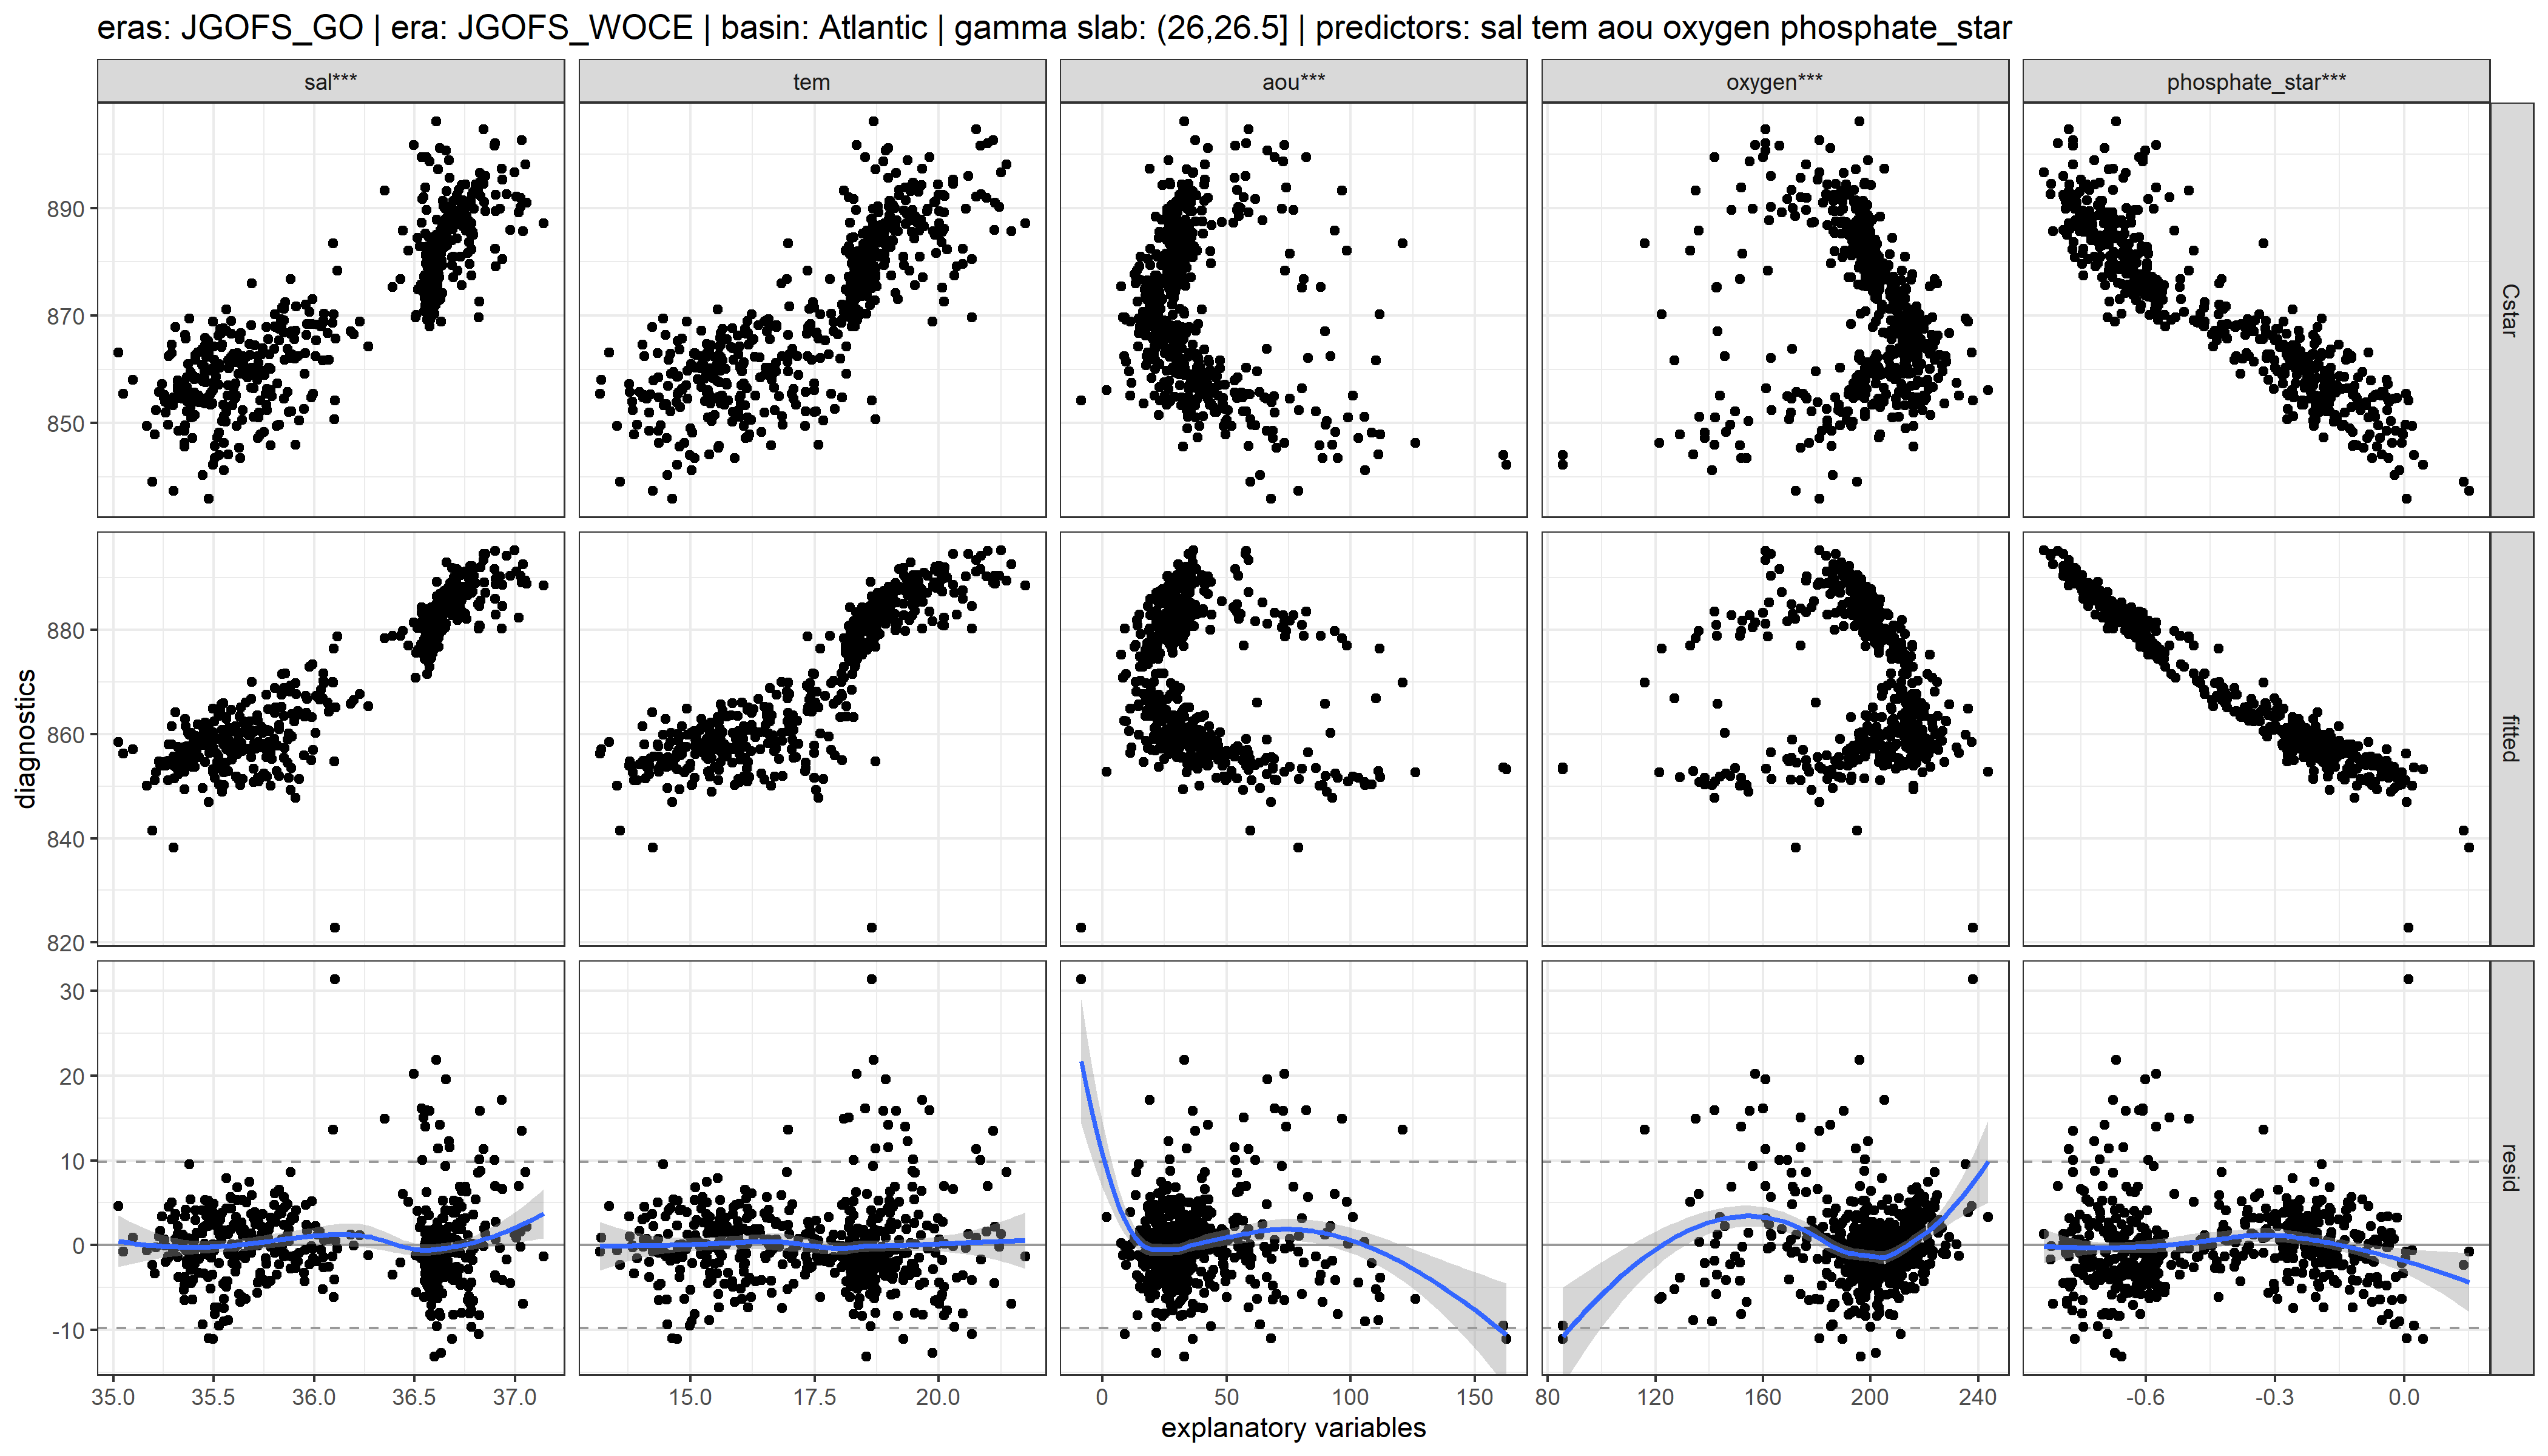 eras: JGOFS_GO | era: JGOFS_WOCE | basin: Atlantic | gamma slab: (26,26.5] | predictors: sal tem aou oxygen phosphate_star
sal*** tem aou*** oxygen*** phosphate_star***
890
870
850
Cstar
880
860
840
820
fitted
diagnostics
30
20
10
0
-10
resid
35.0 35.5 36.0 36.5 37.0 15.0 17.5 20.0 0 50 100 150 80 120 160 200 240 -0.6 -0.3 0.0
explanatory variables